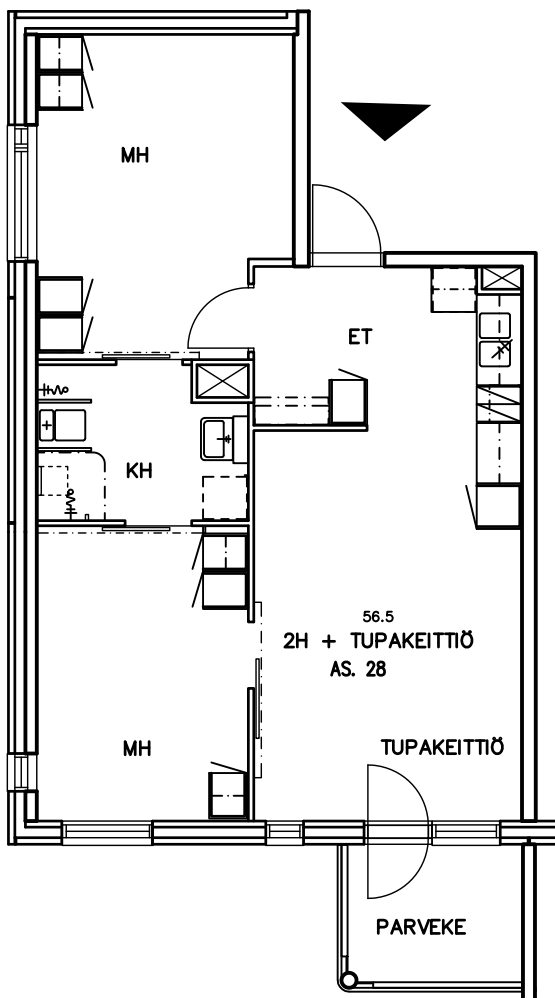 MH
ET
KH
56.5
2H + TUPAKEITTIÖ
AS. 28
MH
TUPAKEITTIÖ
PARVEKE